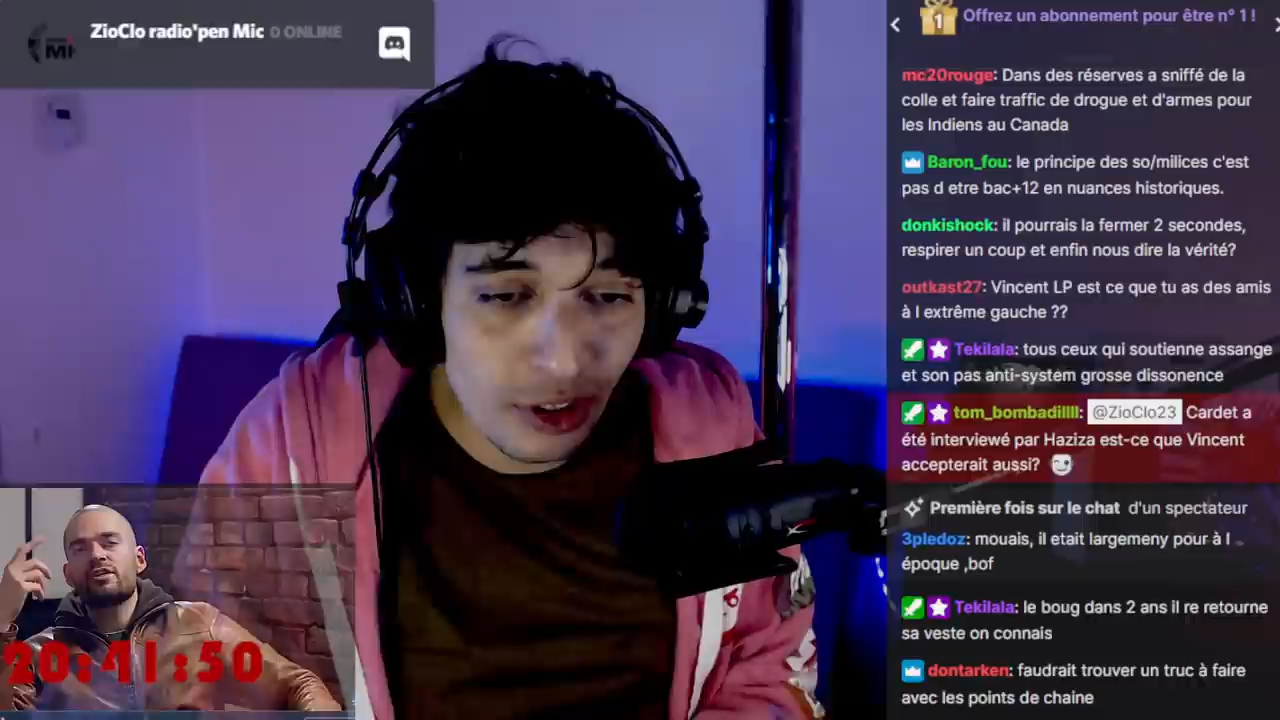 ZioClo radio'pen Mic 0 ONLINE
MI
1 Offrez un abonnement pour être n° 1 !
mc20rouge: Dans des réserves a sniffé de la
colle et faire traffic de drogue et d'armes pour
les Indiens au Canada
Baron_fou: le principe des so/milices c'est
pas d etre bac+12 en nuances historiques.
donkishock: il pourrais la fermer 2 secondes,
respirer un coup et enfin nous dire la vérité?
outkast27: Vincent LP est ce que tu as des amis
à l extrême gauche ??
Tekilala: tous ceux qui soutienne assange
et son pas anti-system grosse dissonence
tom_bombadillll: @ZioClo23 Cardet a
été interviewé par Haziza est-ce que Vincent
accepterait aussi?
Première fois sur le chat d'un spectateur
3pledoz: mouais, il etait largemeny pour à l
époque ,bof
Tekilala: le boug dans 2 ans il re retourne
sa veste on connais
dontarken: faudrait trouver un truc à faire
avec les points de chaine
20:41:50